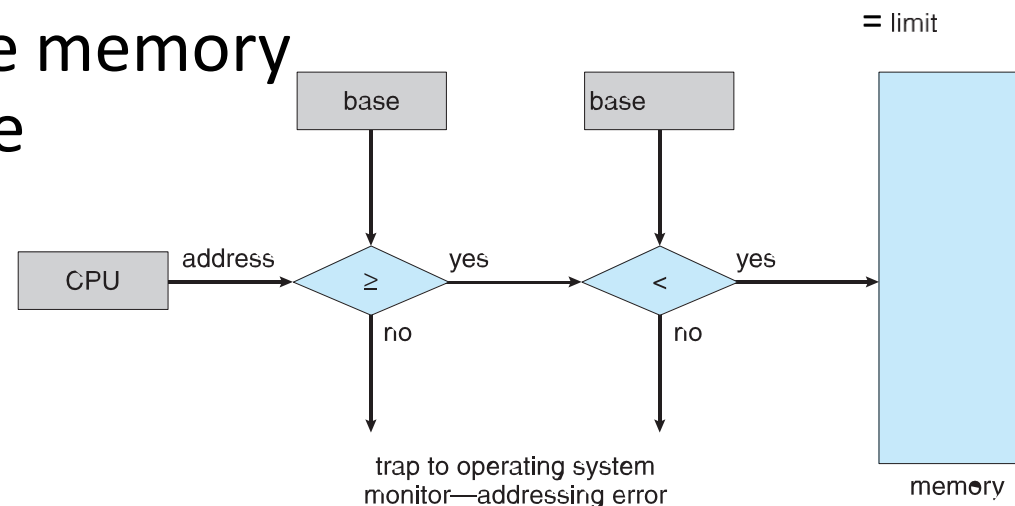 e memory
e
= limit
base
base
CPU
address
≥
yes
<
yes
no
no
trap to operating system
monitor—addressing error
memory